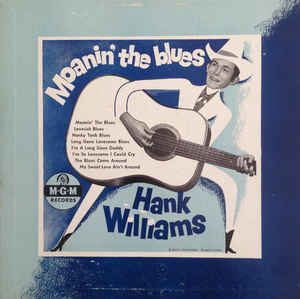 Moanin' the blues
Moanin' The Blues
Lovesick Blues
Honky Tonk Blues
Long Gone Lonesome Blues
I'm A Long Gone Daddy
I'm So Lonesome I Could Cry
The Blues Come Around
My Sweet Love Ain't Around
M-G-M
RECORDS
Hank
Williams